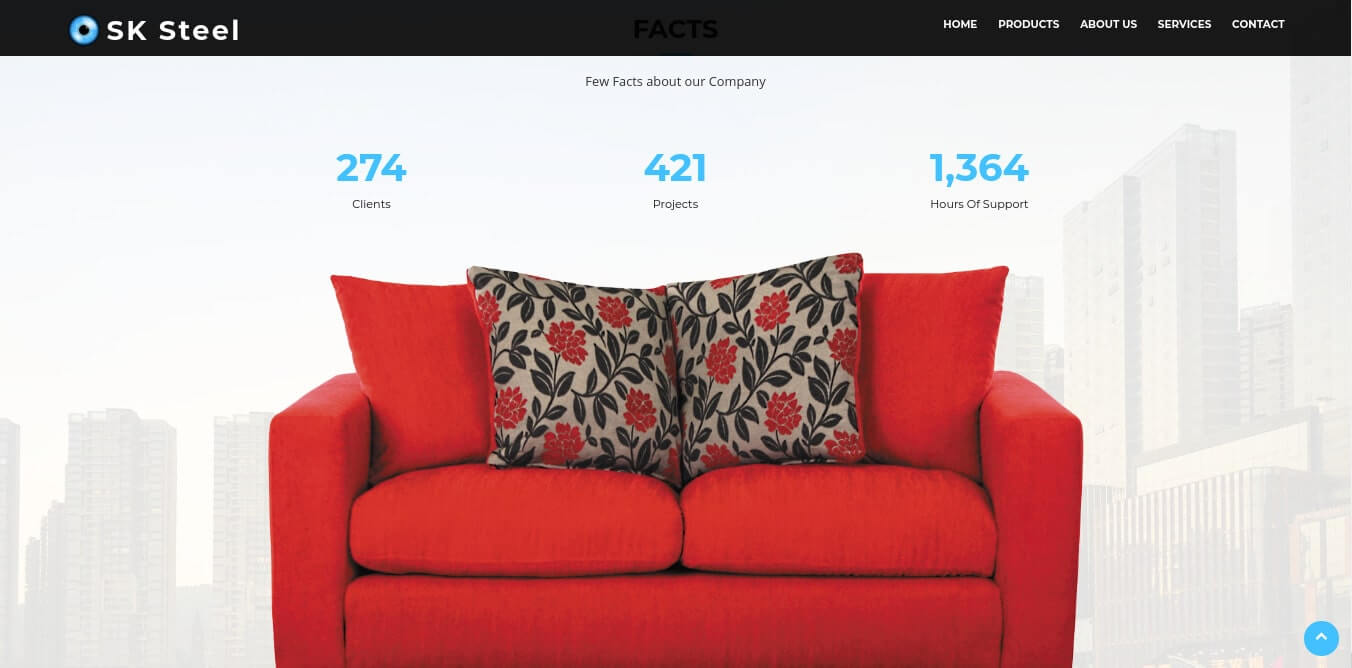 SK Steel
HOME PRODUCTS ABOUT US SERVICES CONTACT
FACTS
Few Facts about our Company
274 421 1,364
Clients Projects Hours Of Support